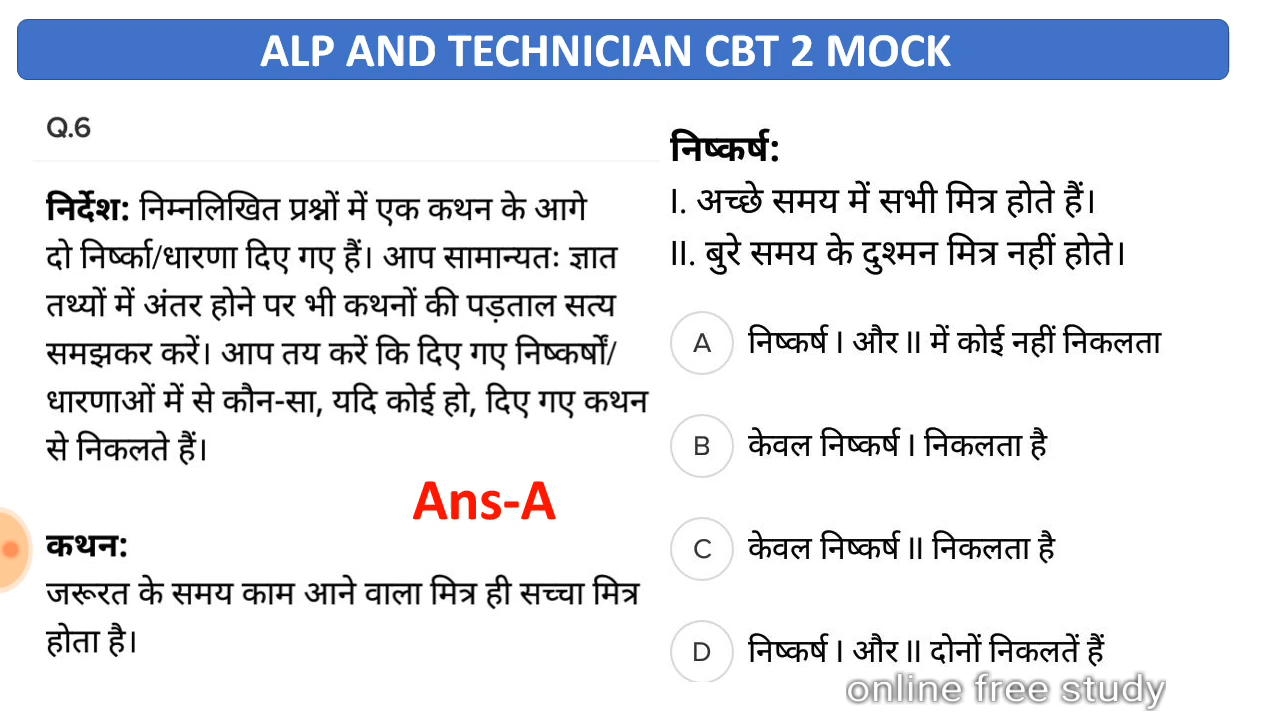 ALP AND TECHNICIAN CBT 2 MOCK
Q.6
निर्देश: निम्नलिखित प्रश्नों में एक कथन के आगे
दो निष्र्का/धारणा दिए गए हैं। आप सामान्यतः ज्ञात
तथ्यों में अंतर होने पर भी कथनों की पड़ताल सत्य
समझकर करें। आप तय करें कि दिए गए निष्कर्षों/
धारणाओं में से कौन-सा, यदि कोई हो, दिए गए कथन
से निकलते हैं।
Ans-A
कथन:
जरूरत के समय काम आने वाला मित्र ही सच्चा मित्र
होता है।
निष्कर्ष:
I. अच्छे समय में सभी मित्र होते हैं।
II. बुरे समय के दुश्मन मित्र नहीं होते।
A निष्कर्ष I और II में कोई नहीं निकलता
B केवल निष्कर्ष I निकलता है
C केवल निष्कर्ष II निकलता है
D निष्कर्ष I और II दोनों निकलतें हैं
online free study